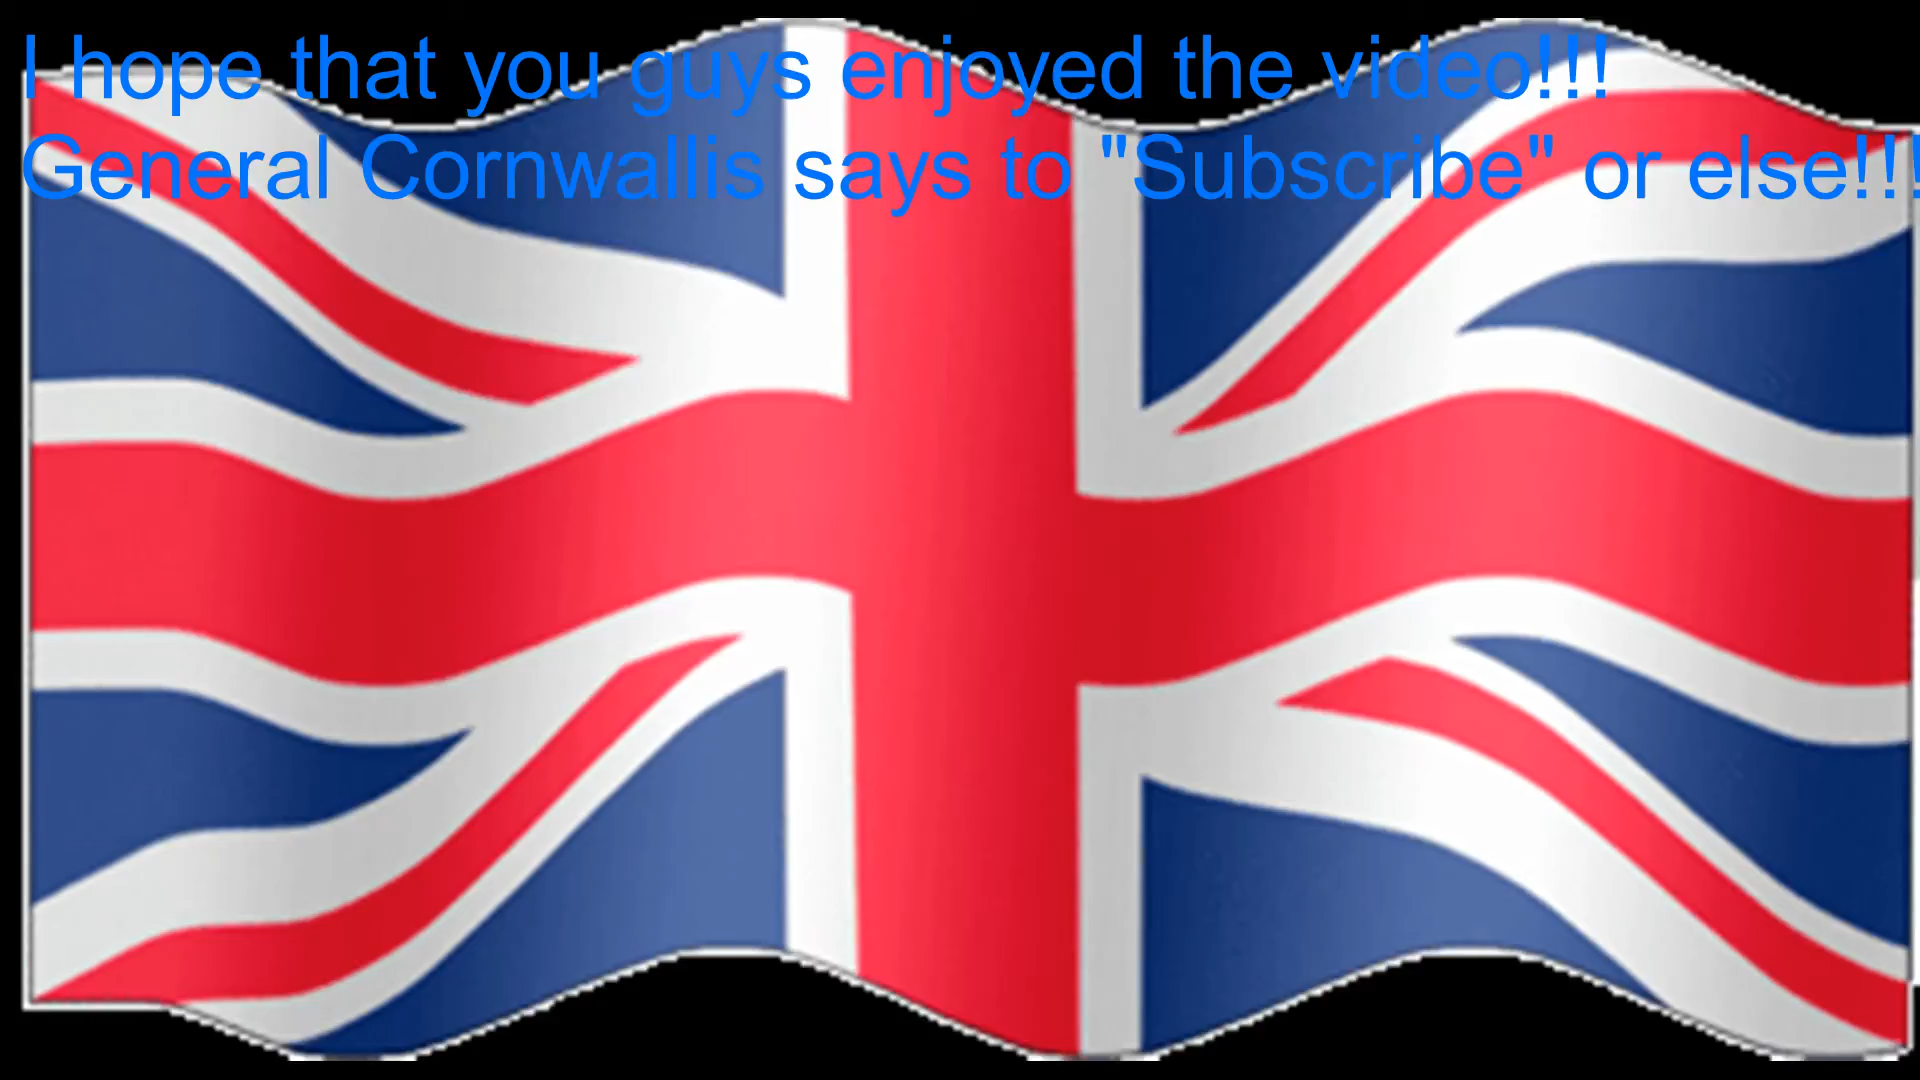 I hope that you guys enjoyed the video!!!
General Cornwallis says to "Subscribe" or else!!!